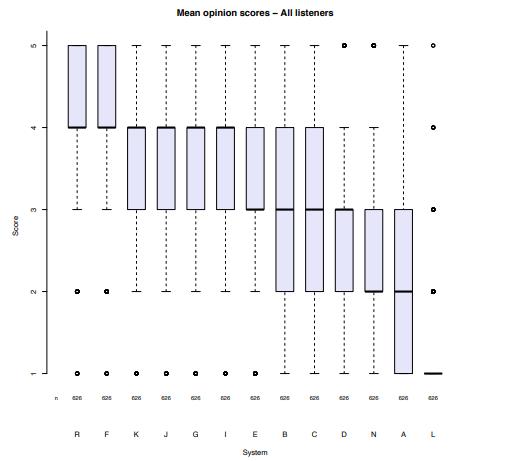 Mean opinion scores – All listeners
5
4
3
2
1
Score
n 626 626 626 626 626 626 626 626 626 626 626 626 626
R F K J G I E B C D N A L
System